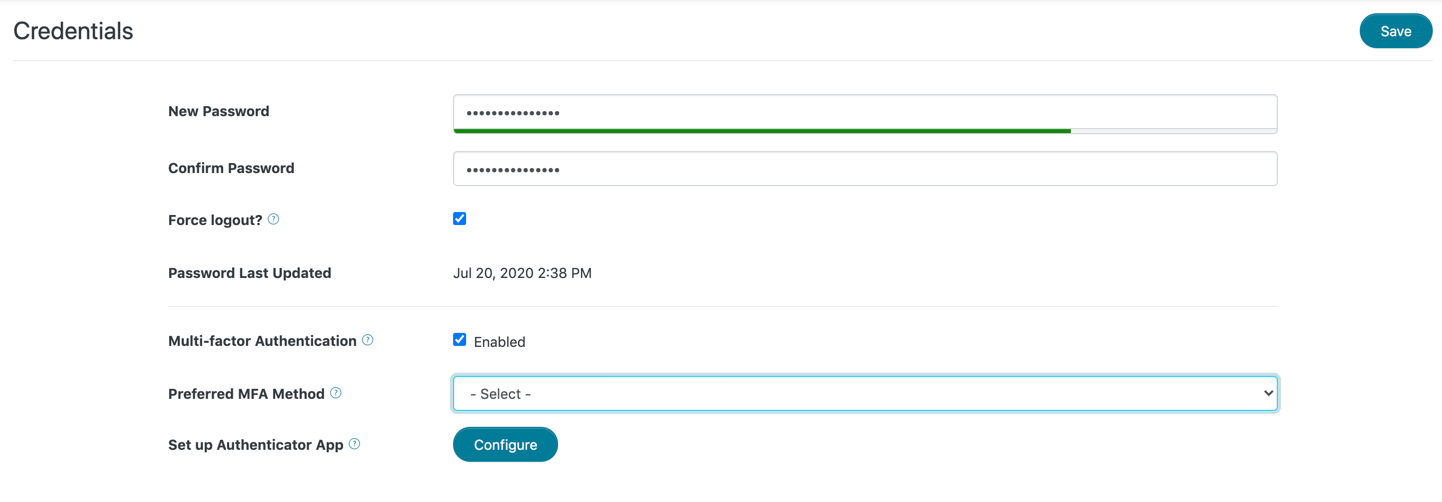 Credentials
Save
New Password
•••••••••••••••
Confirm Password
•••••••••••••••
Force logout? ?
Password Last Updated Jul 20, 2020 2:38 PM
Multi-factor Authentication ? Enabled
Preferred MFA Method ? - Select -
Set up Authenticator App ? Configure